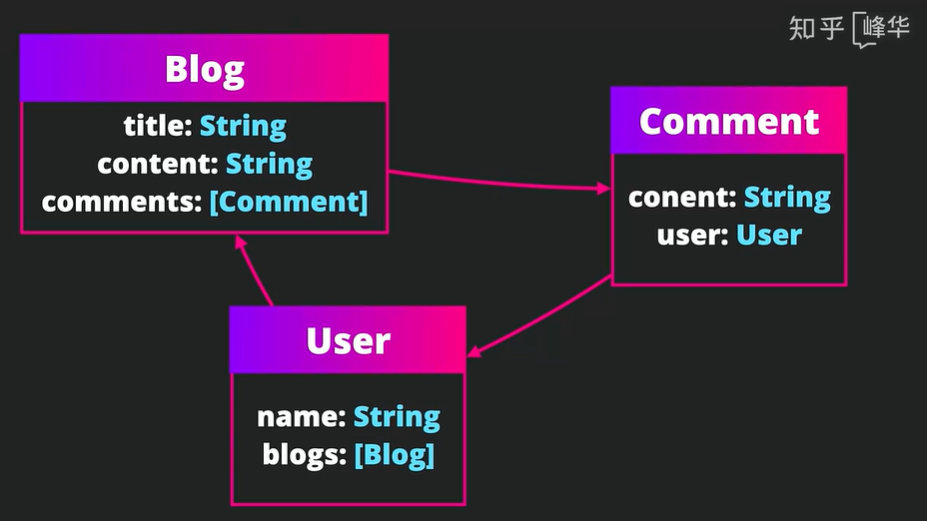 知乎 峰华
Blog
title: String
content: String
comments: [Comment]
Comment
conent: String
user: User
User
name: String
blogs: [Blog]